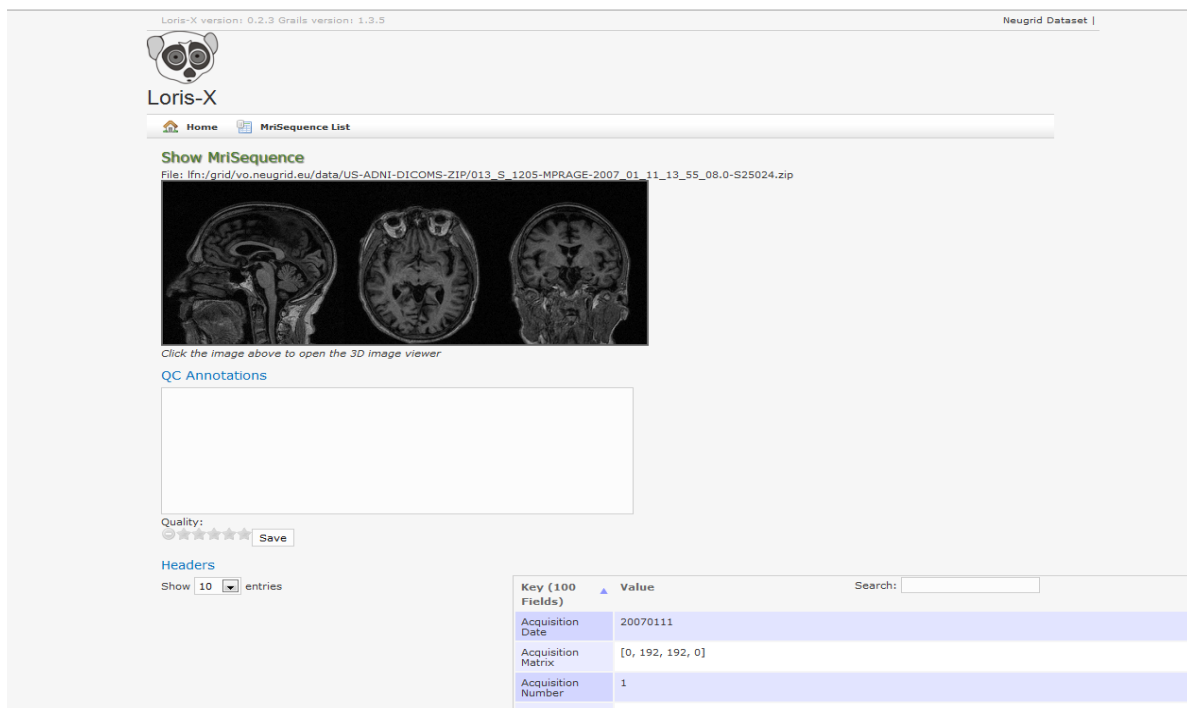 Loris-X version: 0.2.3 Grails version: 1.3.5
Neugrid Dataset |
Loris-X
Home
MriSequence List
Show MriSequence
File: lfn:/grid/vo.neugrid.eu/data/US-ADNI-DICOMS-ZIP/013_S_1205-MPRAGE-2007_01_11_13_55_08.0-S25024.zip
Click the image above to open the 3D image viewer
QC Annotations
Quality:
Save
Headers
Show 10 entries
Search:
Key (100
Fields)
Value
Acquisition
Date
20070111
Acquisition
Matrix
[0, 192, 192, 0]
Acquisition
Number
1